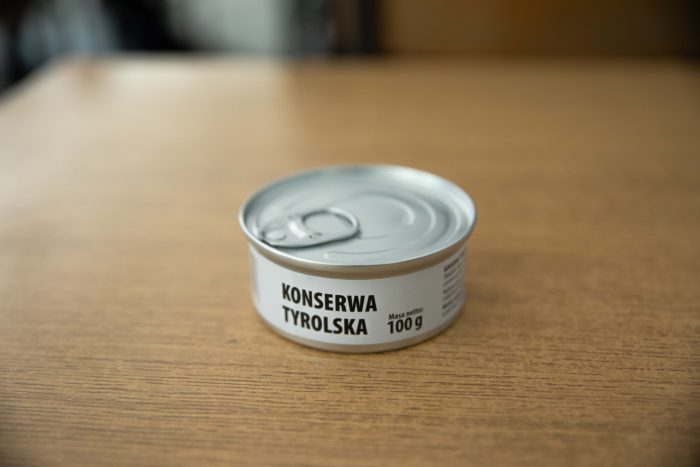 KONSERWA
TYROLSKA
Masa netto:
100 g